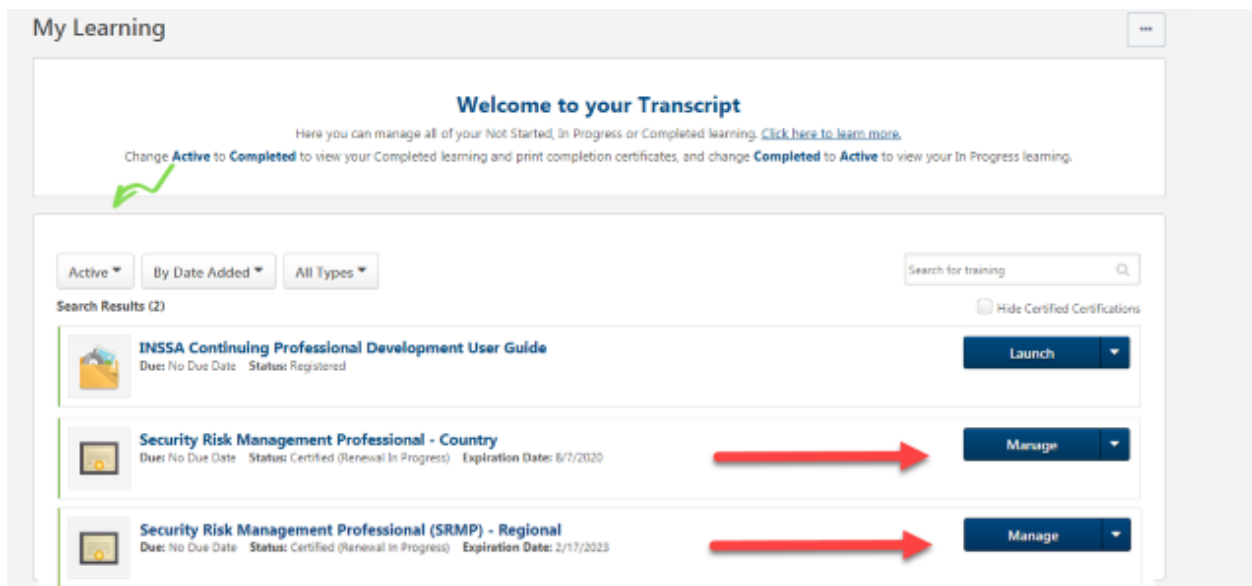 My Learning
...
Welcome to your Transcript
Here you can manage all of your Not Started, In Progress or Completed learning. Click here to learn more.
Change Active to Completed to view your Completed learning and print completion certificates, and change Completed to Active to view your In Progress learning.
Active By Date Added All Types Search for training
Search Results (2) Hide Certified Certifications
INSSA Continuing Professional Development User Guide
Due: No Due Date Status: Registered
Launch
Security Risk Management Professional - Country
Due: No Due Date Status: Certified (Renewal In Progress) Expiration Date: 8/7/2020
Manage
Security Risk Management Professional (SRMP) - Regional
Due: No Due Date Status: Certified (Renewal In Progress) Expiration Date: 2/17/2023
Manage